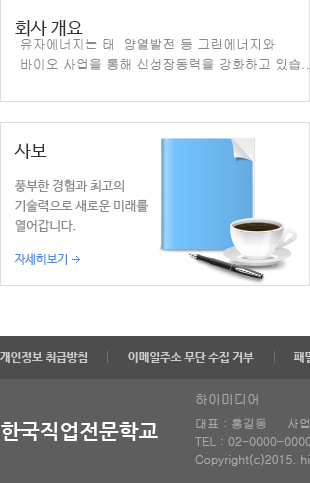 회사 개요
유자에너지는 태 양열발전 등 그린에너지와
바이오 사업을 통해 신성장동력을 강화하고 있습..
사보
풍부한 경험과 최고의
기술력으로 새로운 미래를
열어갑니다.
자세히보기 →
개인정보 취급방침 | 이메일주소 무단 수집 거부 | 패밀
하이미디어
대표 : 홍길동 사업
한국직업전문학교
TEL : 02-0000-0000
Copyright(c)2015. hi